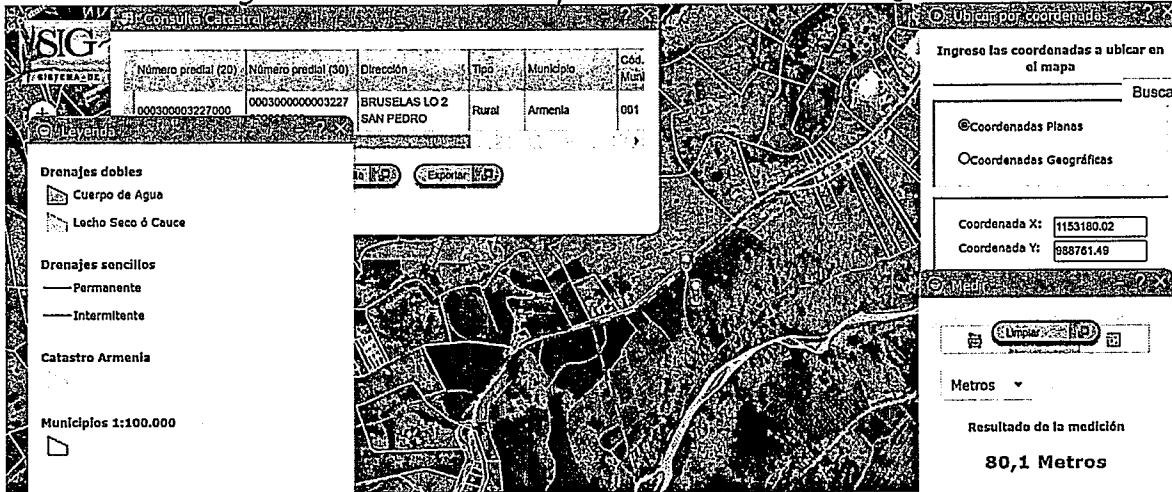 SIG
SISTEMA DE
Consulta Catastral
Número predial (20) Número predial (30) Dirección Tipo Municipio Cód. Muni
000300003227000 0003000000003227 BRUSELAS LO 2 SAN PEDRO Rural Armenia 001
Exportar
Leyenda
Drenajes dobles
Cuerpo de Agua
Lecho Seco ó Cauce
Drenajes sencillos
Permanente
Intermitente
Catastro Armenia
Municipios 1:100.000
Ubicar por coordenadas
Ingrese las coordenadas a ubicar en
el mapa
Busca
Coordenadas Planas
Coordenadas Geográficas
Coordenada X: 1153180.02
Coordenada Y: 988761.49
Medir
Limpiar
Metros
Resultado de la medición
80,1 Metros